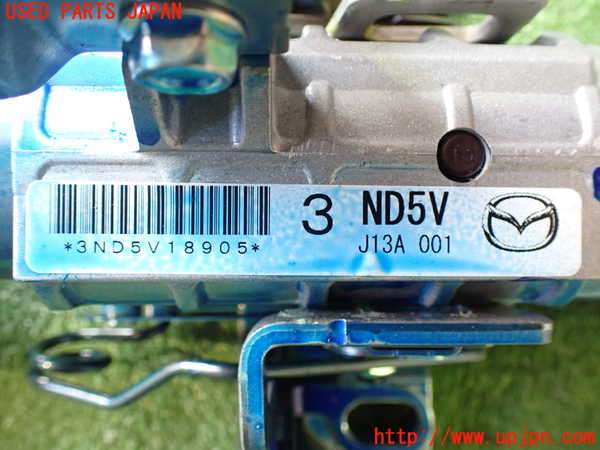 USED PARTS JAPAN
3 ND5V
*3ND5V18905*
J13A 001
http://www.upjpn.com/